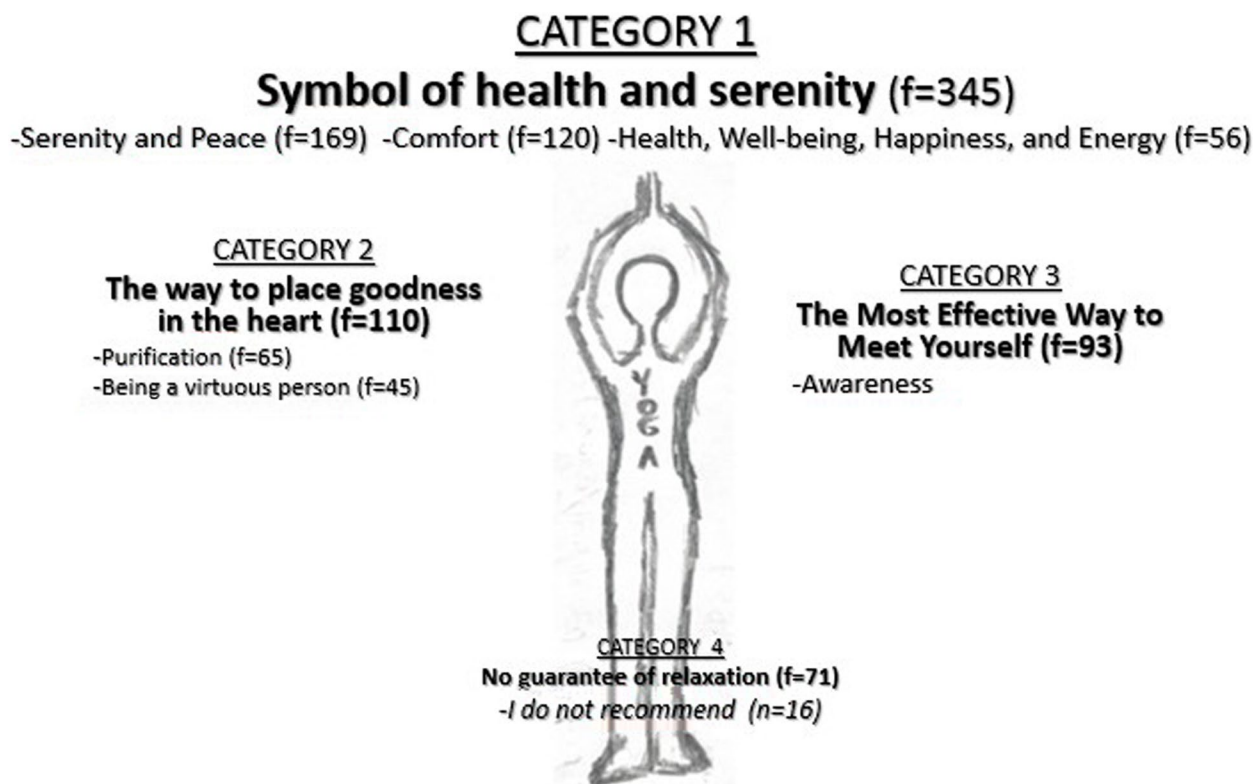 CATEGORY 1
Symbol of health and serenity (f=345)
-Serenity and Peace (f=169) -Comfort (f=120) -Health, Well-being, Happiness, and Energy (f=56)
CATEGORY 2
The way to place goodness
in the heart (f=110)
-Purification (f=65)
-Being a virtuous person (f=45)
CATEGORY 3
The Most Effective Way to
Meet Yourself (f=93)
-Awareness
Y
O
G
A
CATEGORY 4
No guarantee of relaxation (f=71)
-I do not recommend (n=16)